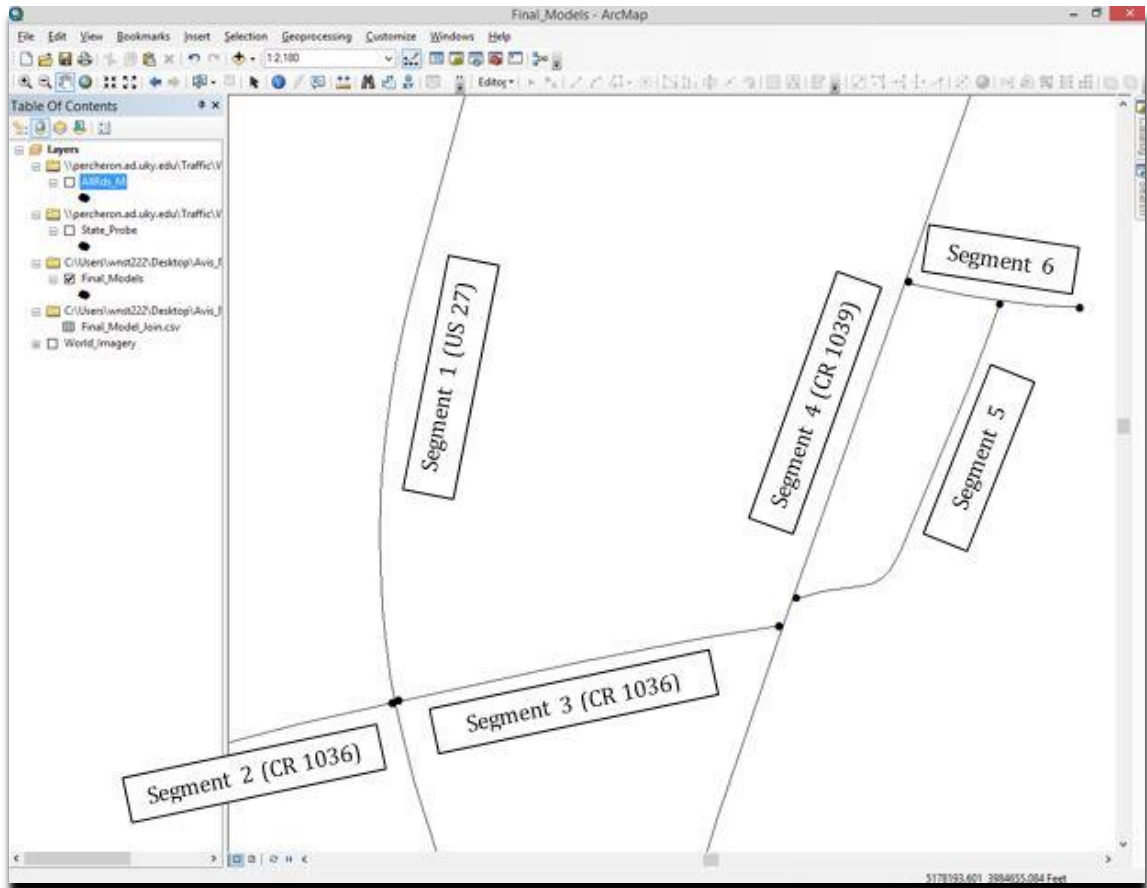 Final_Models - ArcMap
File Edit View Bookmarks Insert Selection Geoprocessing Customize Windows Help
1:2,180
Editor
Table Of Contents
Layers
\\percheron.ad.uky.edu\Traffic\V
AllRds_M
\\percheron.ad.uky.edu\Traffic\V
State_Probe
C:\Users\wnst222\Desktop\Avis_F
Final_Models
C:\Users\wnst222\Desktop\Avis_F
Final_Model_Join.csv
World_Imagery
Segment 1 (US 27)
Segment 2 (CR 1036)
Segment 3 (CR 1036)
Segment 4 (CR 1039)
Segment 5
Segment 6
5178193.601 3984655.084 Feet